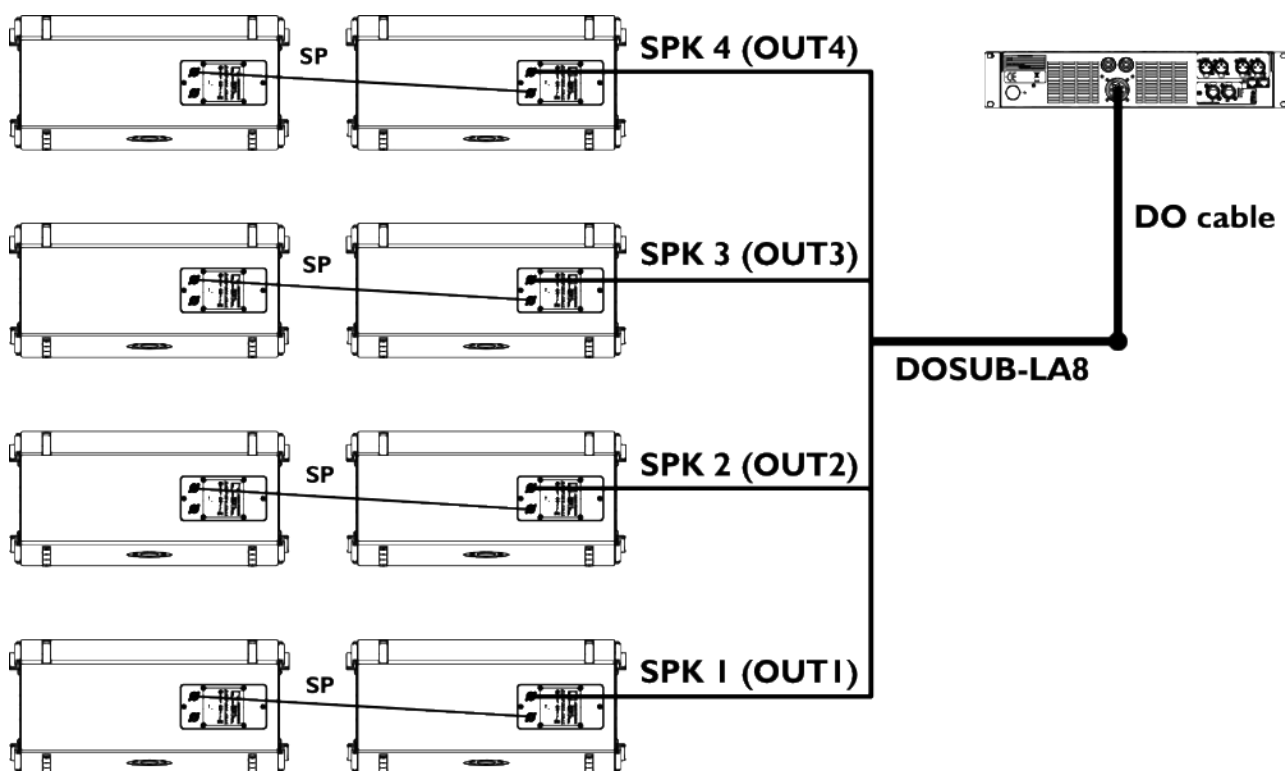 SP
SPK 4 (OUT4)
DO cable
SP
SPK 3 (OUT3)
DOSUB-LA8
SP
SPK 2 (OUT2)
SP
SPK 1 (OUT1)